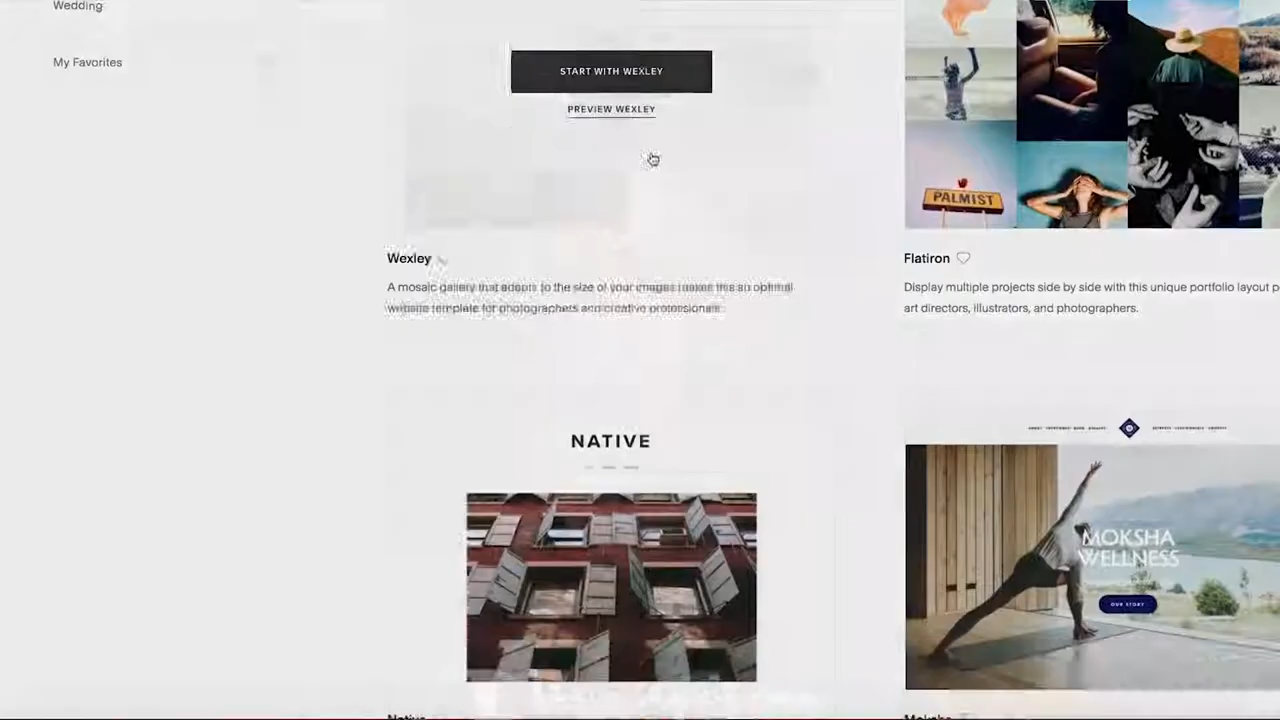 Wedding
My Favorites
START WITH WEXLEY
PREVIEW WEXLEY
PALMIST
Wexley
A mosaic gallery that adapts to the size of your images makes this an optimal
website template for photographers and creative professionals.
Flatiron
Display multiple projects side by side with this unique portfolio layout p
art directors, illustrators, and photographers.
NATIVE
MOKSHA
WELLNESS
OUR STORY
Native
Moksha